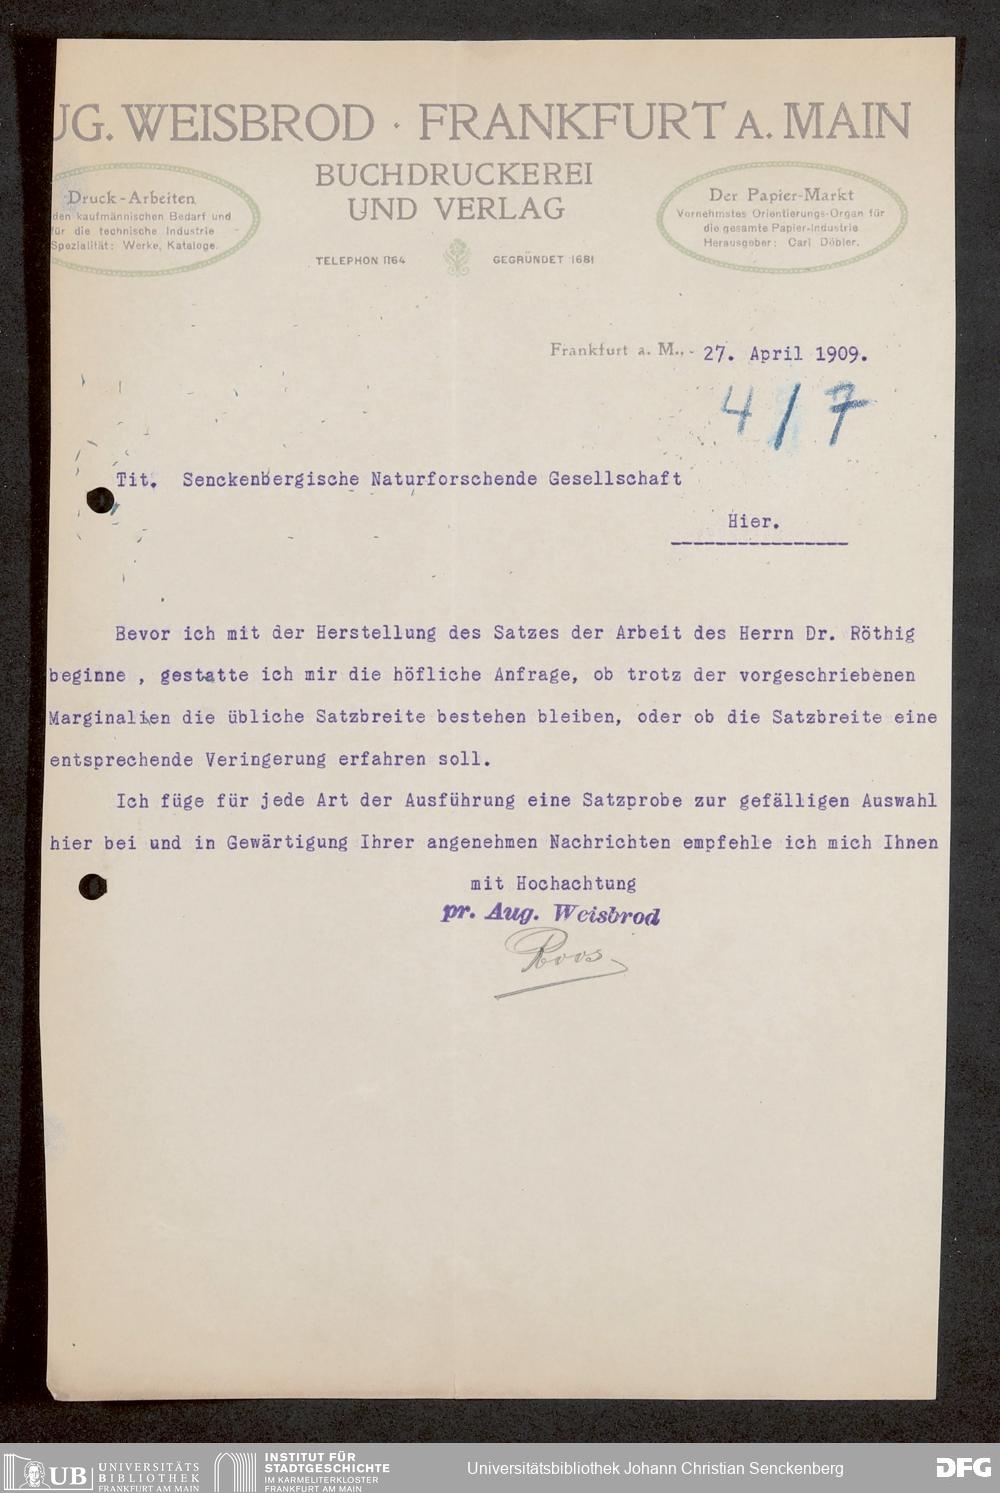 UG. WEISBROD · FRANKFURT A. MAIN
BUCHDRUCKEREI
UND VERLAG
TELEPHON 1164 GEGRÜNDET 1681
Druck-Arbeiten
den kaufmännischen Bedarf und
für die technische Industrie
Spezialität: Werke, Kataloge.
Der Papier-Markt
Vornehmstes Orientierungs-Organ für
die gesamte Papier-Industrie
Herausgeber: Carl Döbler.
Frankfurt a. M., 27. April 1909.
4/7
Tit. Senckenbergische Naturforschende Gesellschaft
Hier.
Bevor ich mit der Herstellung des Satzes der Arbeit des Herrn Dr. Röthig
beginne , gestatte ich mir die höfliche Anfrage, ob trotz der vorgeschriebenen
Marginalien die übliche Satzbreite bestehen bleiben, oder ob die Satzbreite eine
entsprechende Veringerung erfahren soll.
Ich füge für jede Art der Ausführung eine Satzprobe zur gefälligen Auswahl
hier bei und in Gewärtigung Ihrer angenehmen Nachrichten empfehle ich mich Ihnen
mit Hochachtung
pr. Aug. Weisbrod
Roos
UB UNIVERSITÄTS
BIBLIOTHEK
FRANKFURT AM MAIN
INSTITUT FÜR
STADTGESCHICHTE
IM KARMELITERKLOSTER
FRANKFURT AM MAIN
Universitätsbibliothek Johann Christian Senckenberg
DFG